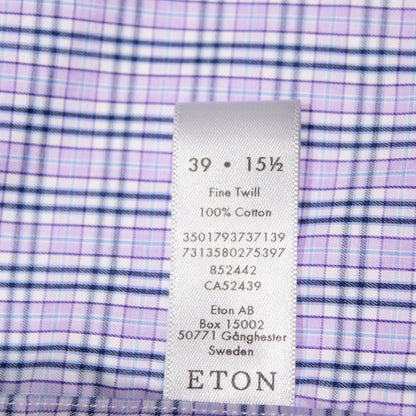 39 • 15½
Fine Twill
100% Cotton
3501793737139
7313580275397
852442
CA52439
Eton AB
Box 15002
50771 Gånghester
Sweden
ETON